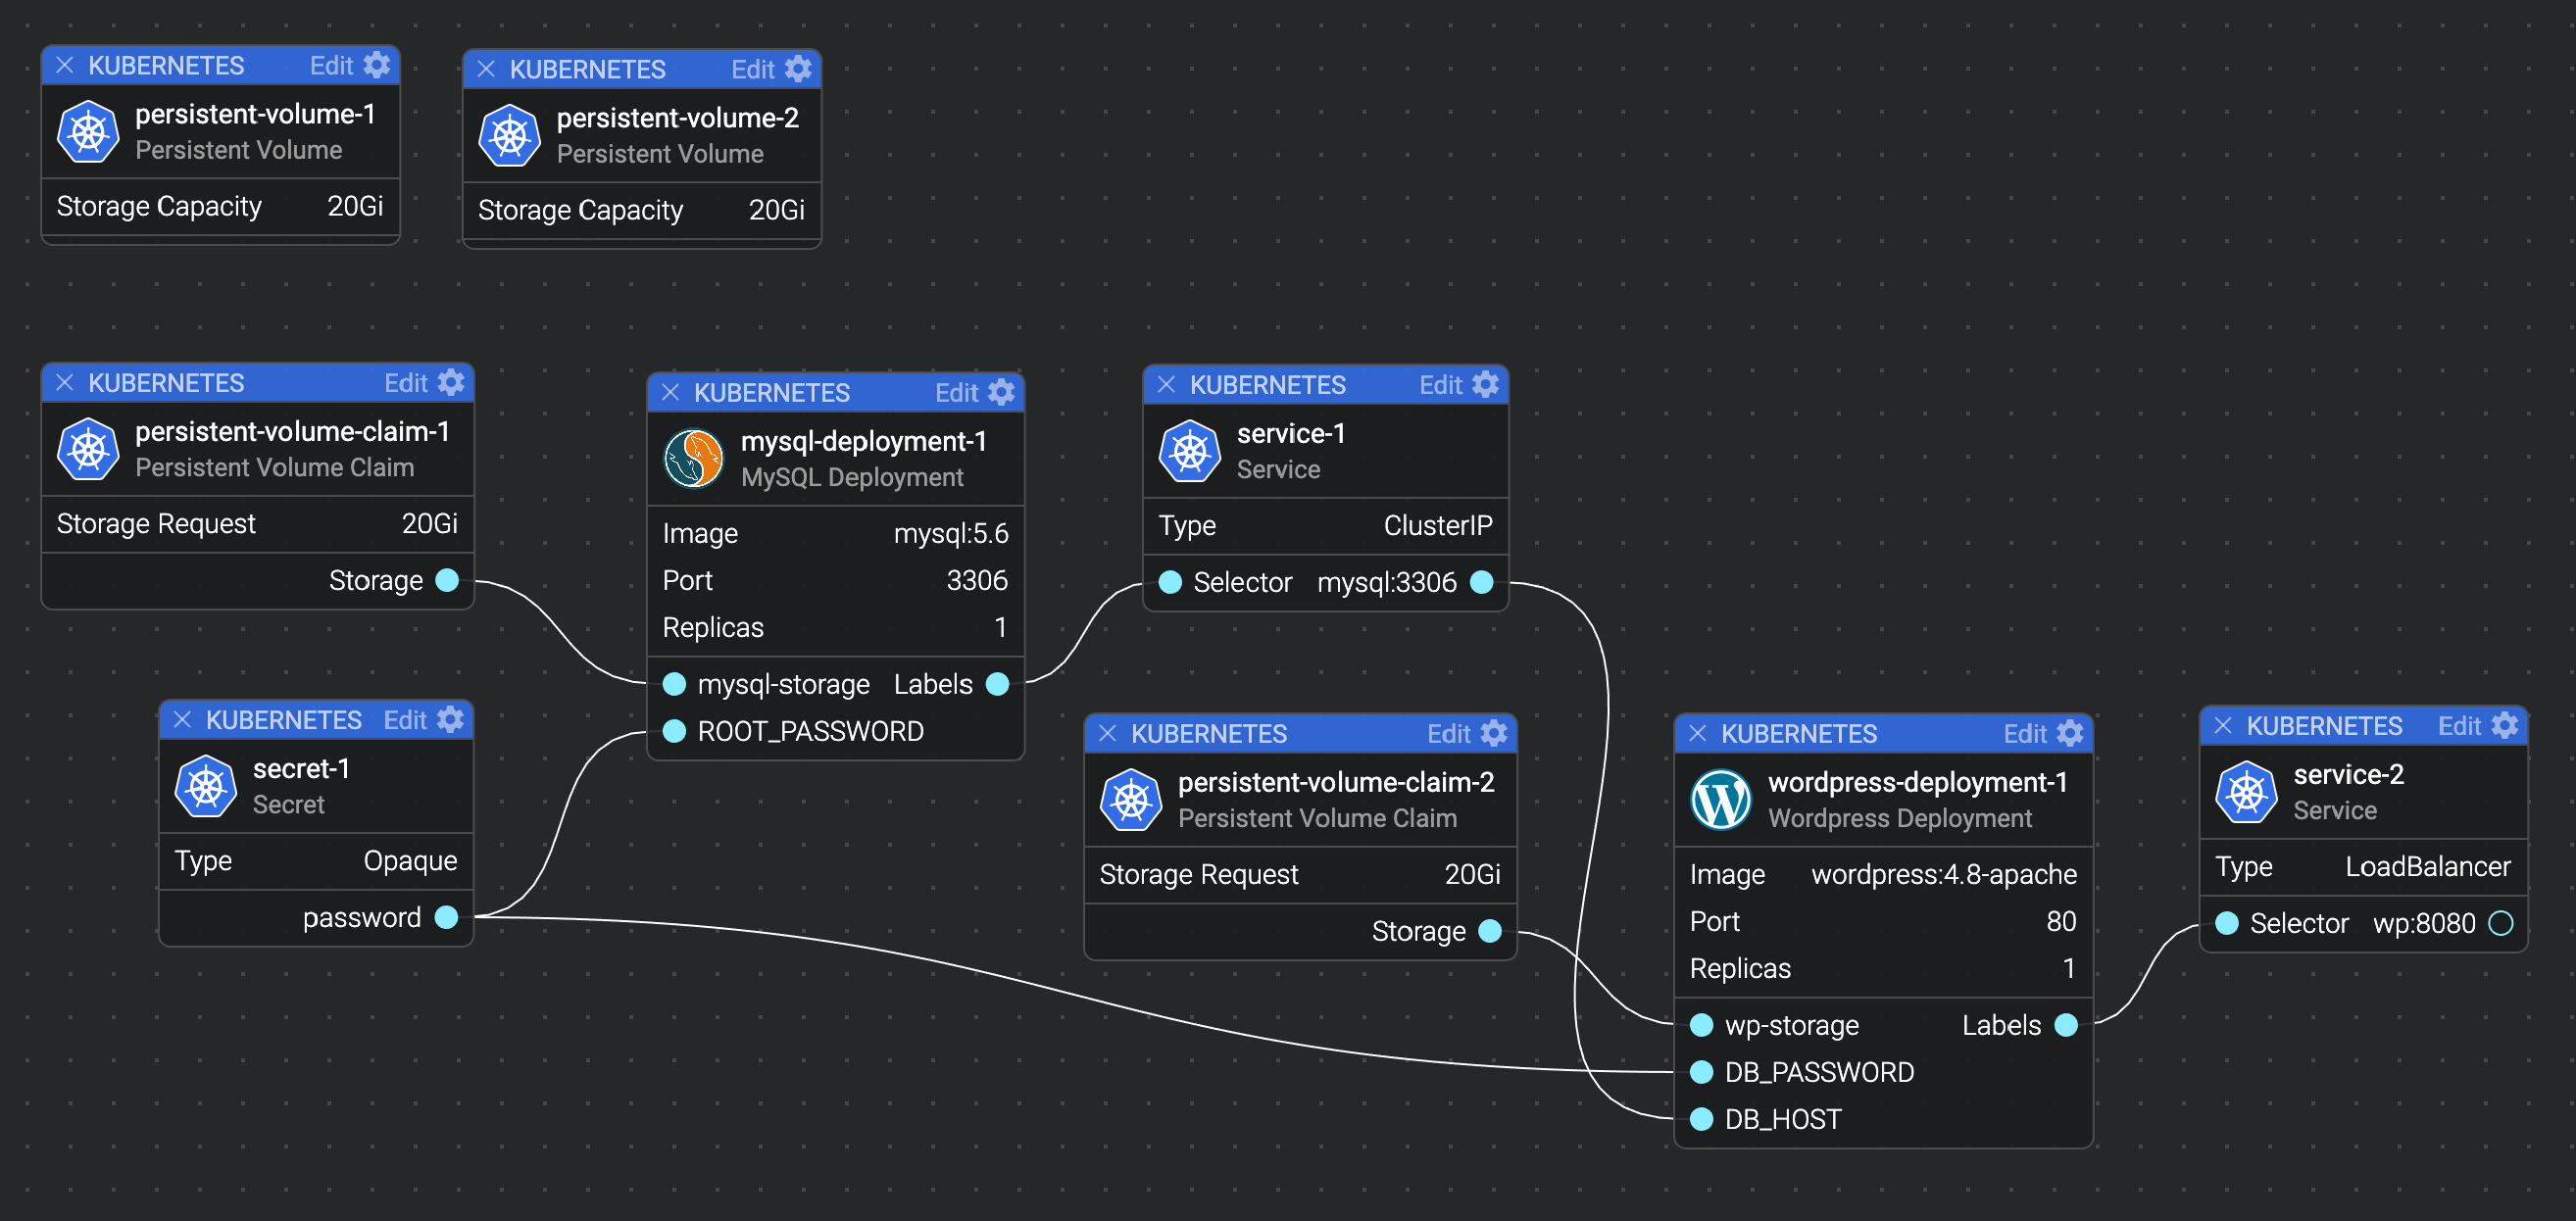 KUBERNETES Edit
persistent-volume-1
Persistent Volume
Storage Capacity 20Gi
KUBERNETES Edit
persistent-volume-2
Persistent Volume
Storage Capacity 20Gi
KUBERNETES Edit
persistent-volume-claim-1
Persistent Volume Claim
Storage Request 20Gi
Storage
KUBERNETES Edit
mysql-deployment-1
MySQL Deployment
Image mysql:5.6
Port 3306
Replicas 1
mysql-storage Labels
ROOT_PASSWORD
KUBERNETES Edit
service-1
Service
Type ClusterIP
Selector mysql:3306
KUBERNETES Edit
secret-1
Secret
Type Opaque
password
KUBERNETES Edit
persistent-volume-claim-2
Persistent Volume Claim
Storage Request 20Gi
Storage
KUBERNETES Edit
wordpress-deployment-1
Wordpress Deployment
Image wordpress:4.8-apache
Port 80
Replicas 1
wp-storage Labels
DB_PASSWORD
DB_HOST
KUBERNETES Edit
service-2
Service
Type LoadBalancer
Selector wp:8080